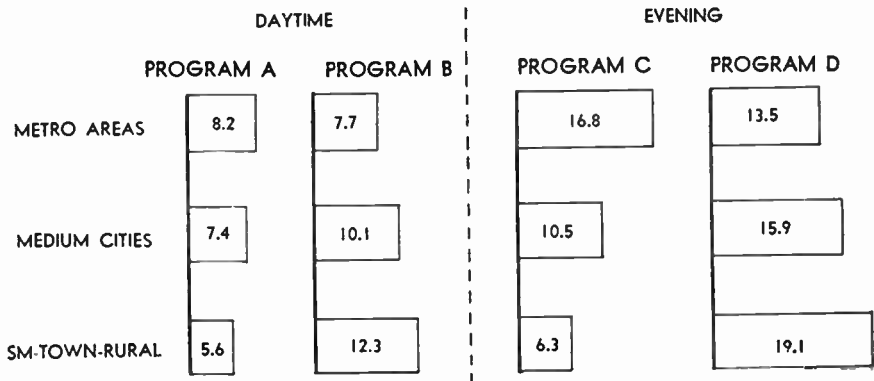 DAYTIME EVENING
PROGRAM A PROGRAM B PROGRAM C PROGRAM D
METRO AREAS 8.2 7.7 16.8 13.5
MEDIUM CITIES 7.4 10.1 10.5 15.9
SM-TOWN-RURAL 5.6 12.3 6.3 19.1